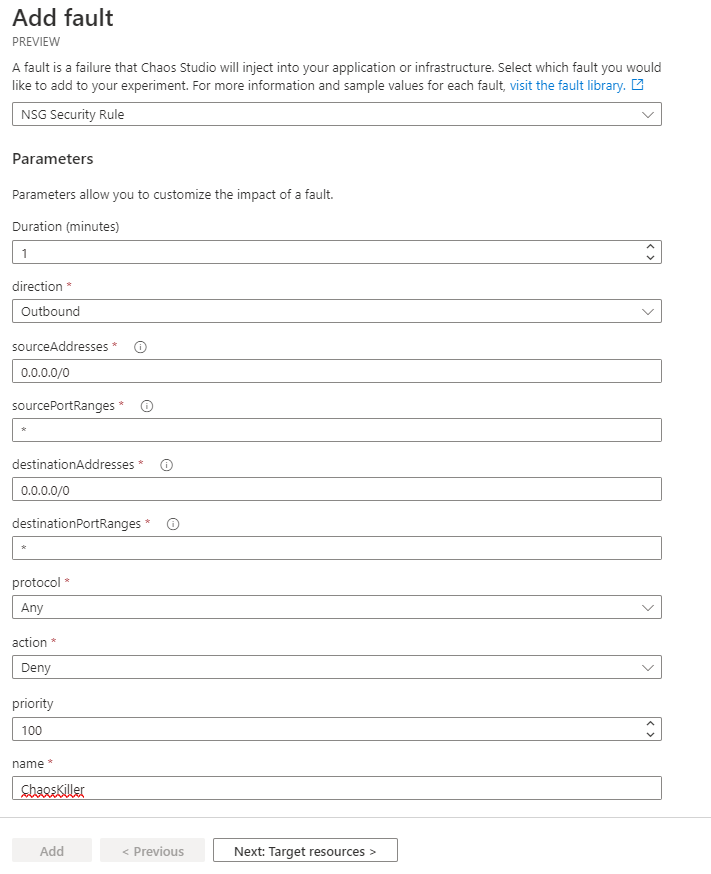 Add fault
PREVIEW
A fault is a failure that Chaos Studio will inject into your application or infrastructure. Select which fault you would
like to add to your experiment. For more information and sample values for each fault, visit the fault library.
NSG Security Rule
Parameters
Parameters allow you to customize the impact of a fault.
Duration (minutes)
1
direction *
Outbound
sourceAddresses *
0.0.0.0/0
sourcePortRanges *
*
destinationAddresses *
0.0.0.0/0
destinationPortRanges *
*
protocol *
Any
action *
Deny
priority
100
name *
ChaosKiller
Add < Previous Next: Target resources >